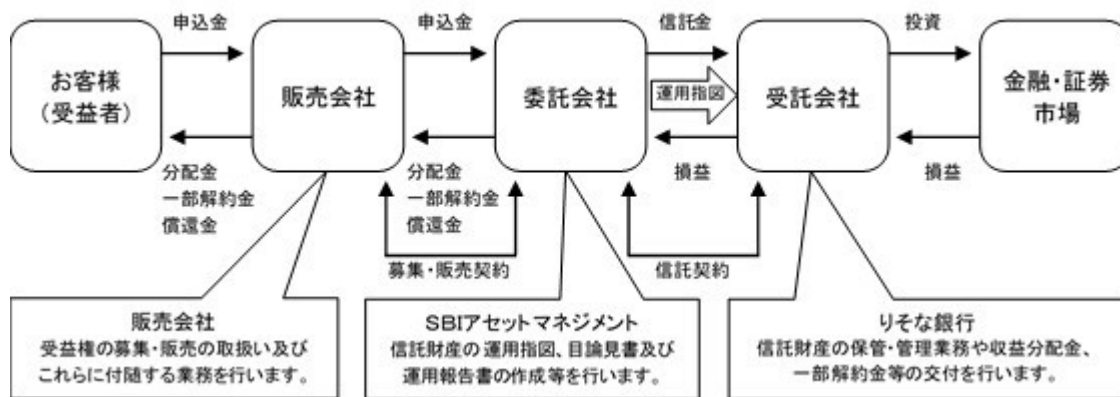 申込金
申込金
信託金
投資
お客様
(受益者)
販売会社
委託会社
運用指図
受託会社
金融・証券
市場
分配金
一部解約金
償還金
分配金
一部解約金
償還金
損益
損益
募集・販売契約
信託契約
販売会社
受益権の募集・販売の取扱い及び
これらに付随する業務を行います。
SBIアセットマネジメント
信託財産の運用指図、目論見書及び
運用報告書の作成等を行います。
りそな銀行
信託財産の保管・管理業務や収益分配金、
一部解約金等の交付を行います。